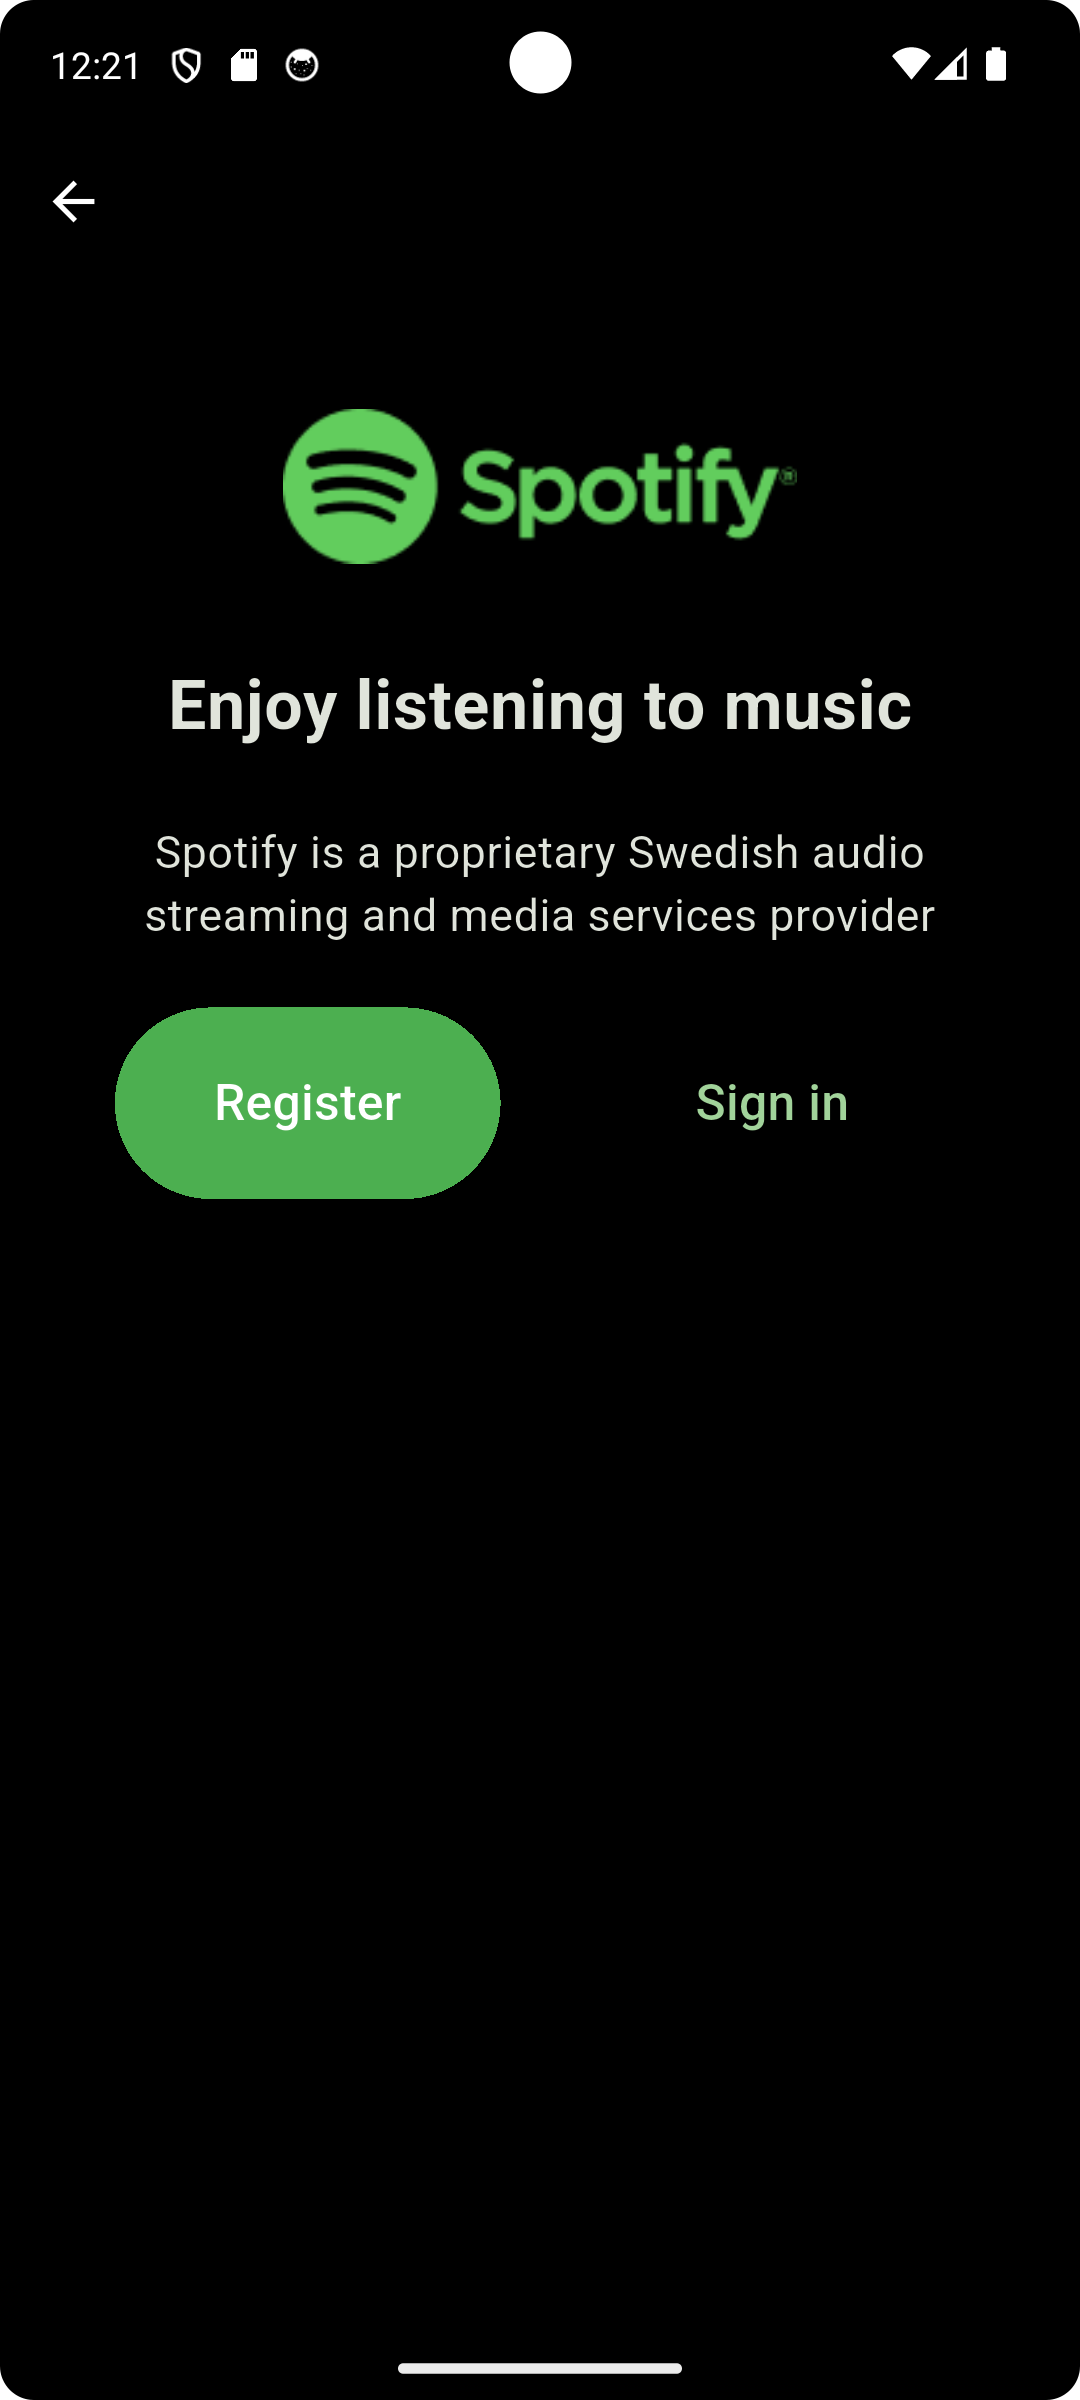 12:21
Spotify®
Enjoy listening to music
Spotify is a proprietary Swedish audio
streaming and media services provider
Register
Sign in